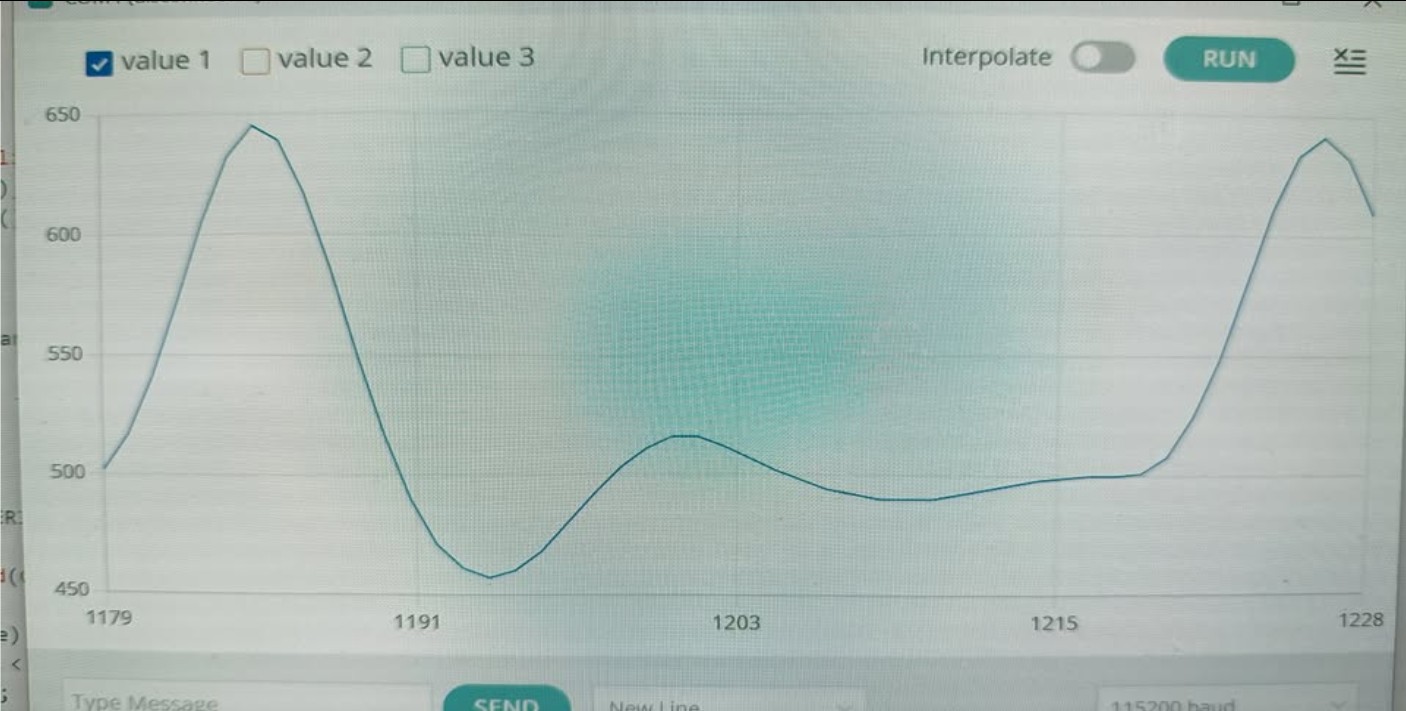 value 1 value 2 value 3 Interpolate RUN
650
600
550
500
450
1179 1191 1203 1215 1228
Type Message SEND New Line 115200 baud